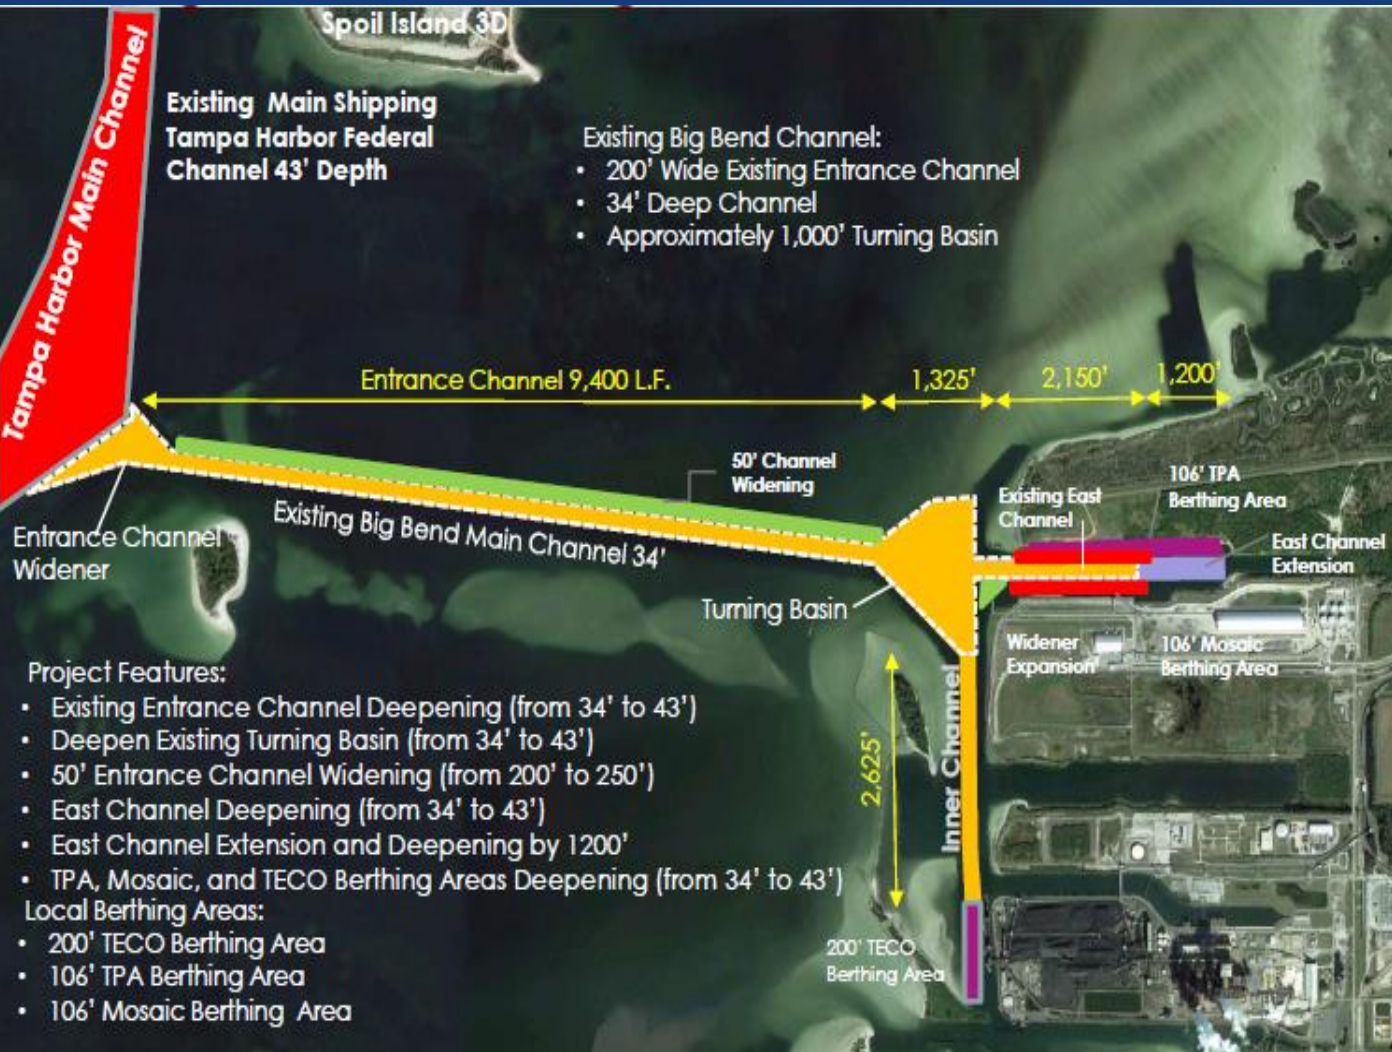 Spoil Island 3D
Tampa Harbor Main Channel
Existing Main Shipping
Tampa Harbor Federal
Channel 43' Depth
Existing Big Bend Channel:
• 200' Wide Existing Entrance Channel
• 34' Deep Channel
• Approximately 1,000' Turning Basin
Entrance Channel 9,400 L.F.
1,325'
2,150'
1,200'
50' Channel
Widening
106' TPA
Berthing Area
Existing East
Channel
East Channel
Extension
Entrance Channel
Widener
Existing Big Bend Main Channel 34'
Turning Basin
Widener
Expansion
106' Mosaic
Berthing Area
Inner Channel
2,625'
200' TECO
Berthing Area
Project Features:
• Existing Entrance Channel Deepening (from 34' to 43')
• Deepen Existing Turning Basin (from 34' to 43')
• 50' Entrance Channel Widening (from 200' to 250')
• East Channel Deepening (from 34' to 43')
• East Channel Extension and Deepening by 1200'
• TPA, Mosaic, and TECO Berthing Areas Deepening (from 34' to 43')
Local Berthing Areas:
• 200' TECO Berthing Area
• 106' TPA Berthing Area
• 106' Mosaic Berthing Area